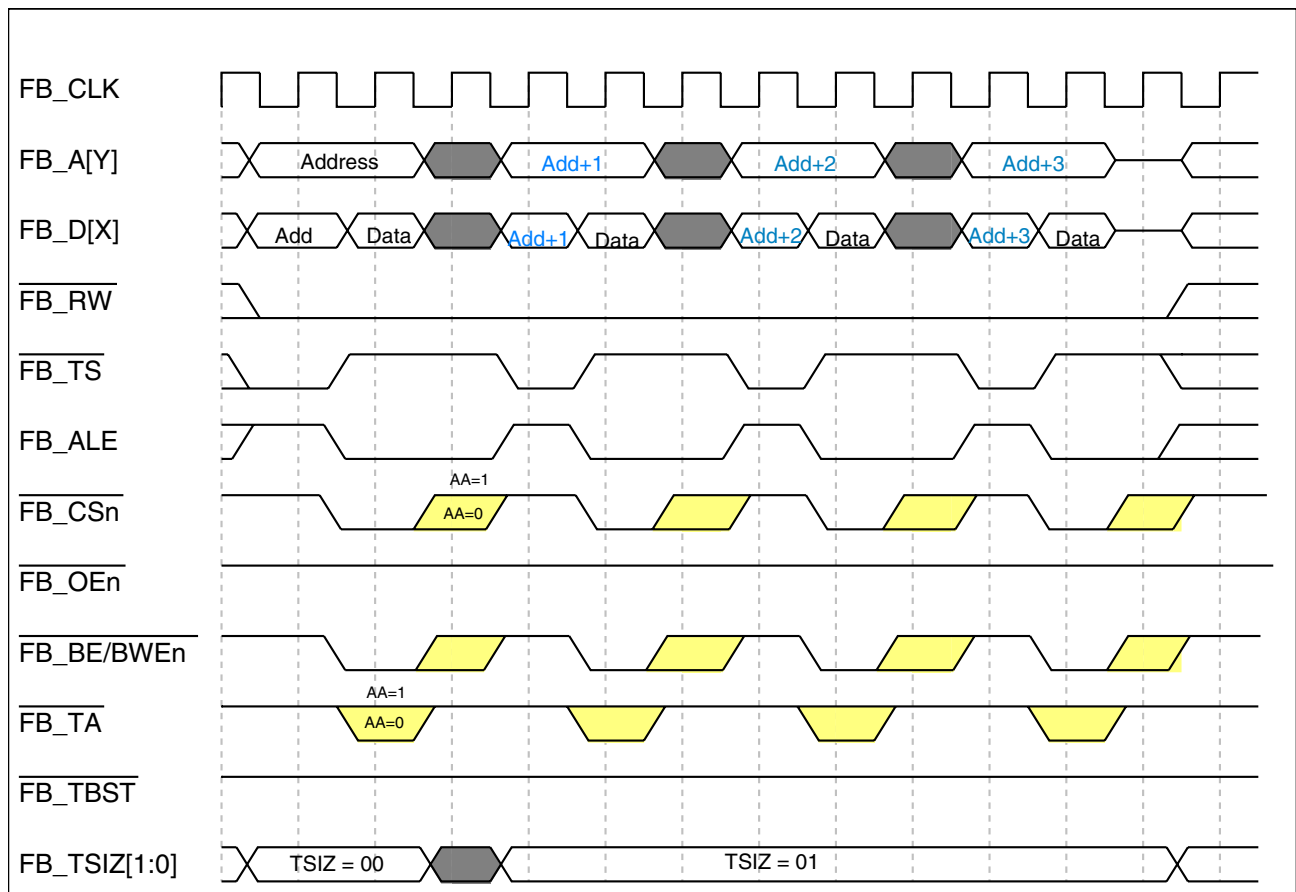 FB_CLK
FB_A[Y] Address Add+1 Add+2 Add+3
FB_D[X] Add Data Add+1 Data Add+2 Data Add+3 Data
FB_RW
FB_TS
FB_ALE
AA=1
FB_CSn AA=0
FB_OEn
FB_BE/BWEn
AA=1
FB_TA AA=0
FB_TBST
FB_TSIZ[1:0] TSIZ = 00 TSIZ = 01